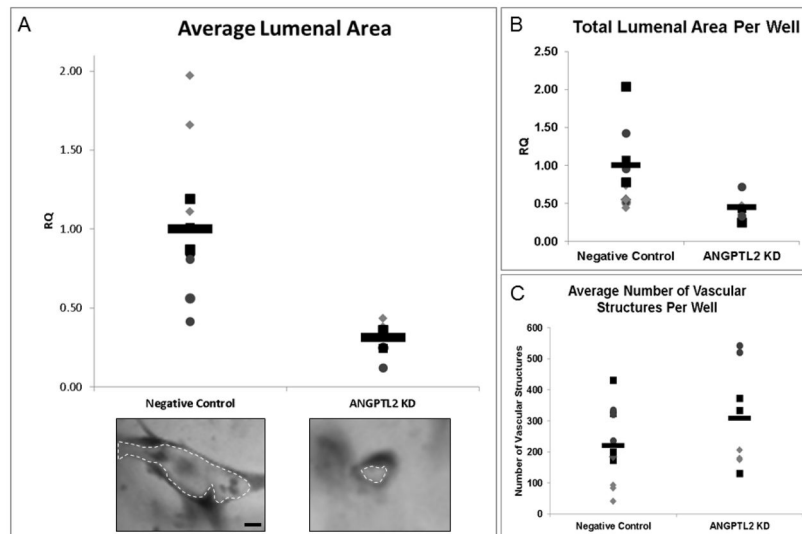 A
Average Lumenal Area
2.00
1.50
RQ
1.00
0.50
0.00
Negative Control
ANGPTL2 KD
B
Total Lumenal Area Per Well
2.50
2.00
1.50
RQ
1.00
0.50
0.00
Negative Control
ANGPTL2 KD
C
Average Number of Vascular
Structures Per Well
Number of Vascular Structures
600
500
400
300
200
100
0
Negative Control
ANGPTL2 KD